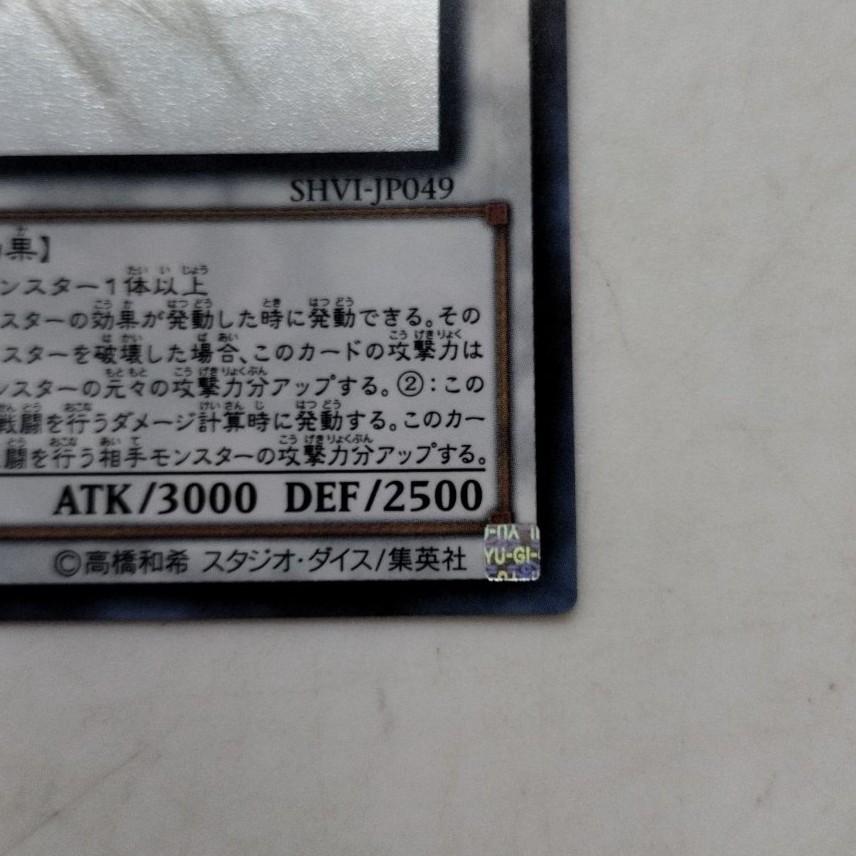 SHVI-JP049
果】
ンスター1体以上
スターの効果が発動した時に発動できる。その
スターを破壊した場合、このカードの攻撃力は
ンスターの元々の攻撃力分アップする。②：この
戦闘を行うダメージ計算時に発動する。このカー
闘を行う相手モンスターの攻撃力分アップする。
ATK/3000 DEF/2500
©高橋和希 スタジオ・ダイス/集英社
YU-GI-